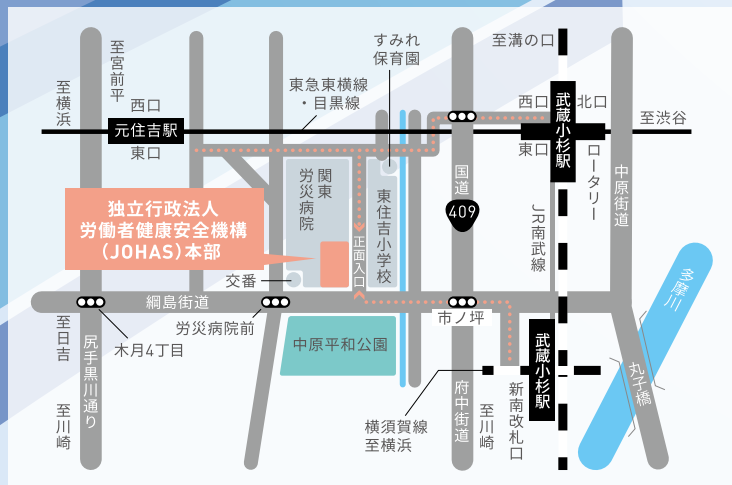 すみれ
保育園
至溝の口
至宮前平
至横浜
東急東横線
・目黒線
西口
元住吉駅
東口
西口
武蔵小杉駅
北口
至渋谷
東口
ロータリー
国道
409
中原街道
関東
労災病院
東住吉小学校
JR南武線
独立行政法人
労働者健康安全機構
（JOHAS）本部
正面入口
交番
多摩川
綱島街道
労災病院前
市ノ坪
至日吉
尻手黒川通り
木月4丁目
中原平和公園
武蔵小杉駅
丸子橋
府中街道
新南改札口
至川崎
至川崎
横須賀線
至横浜